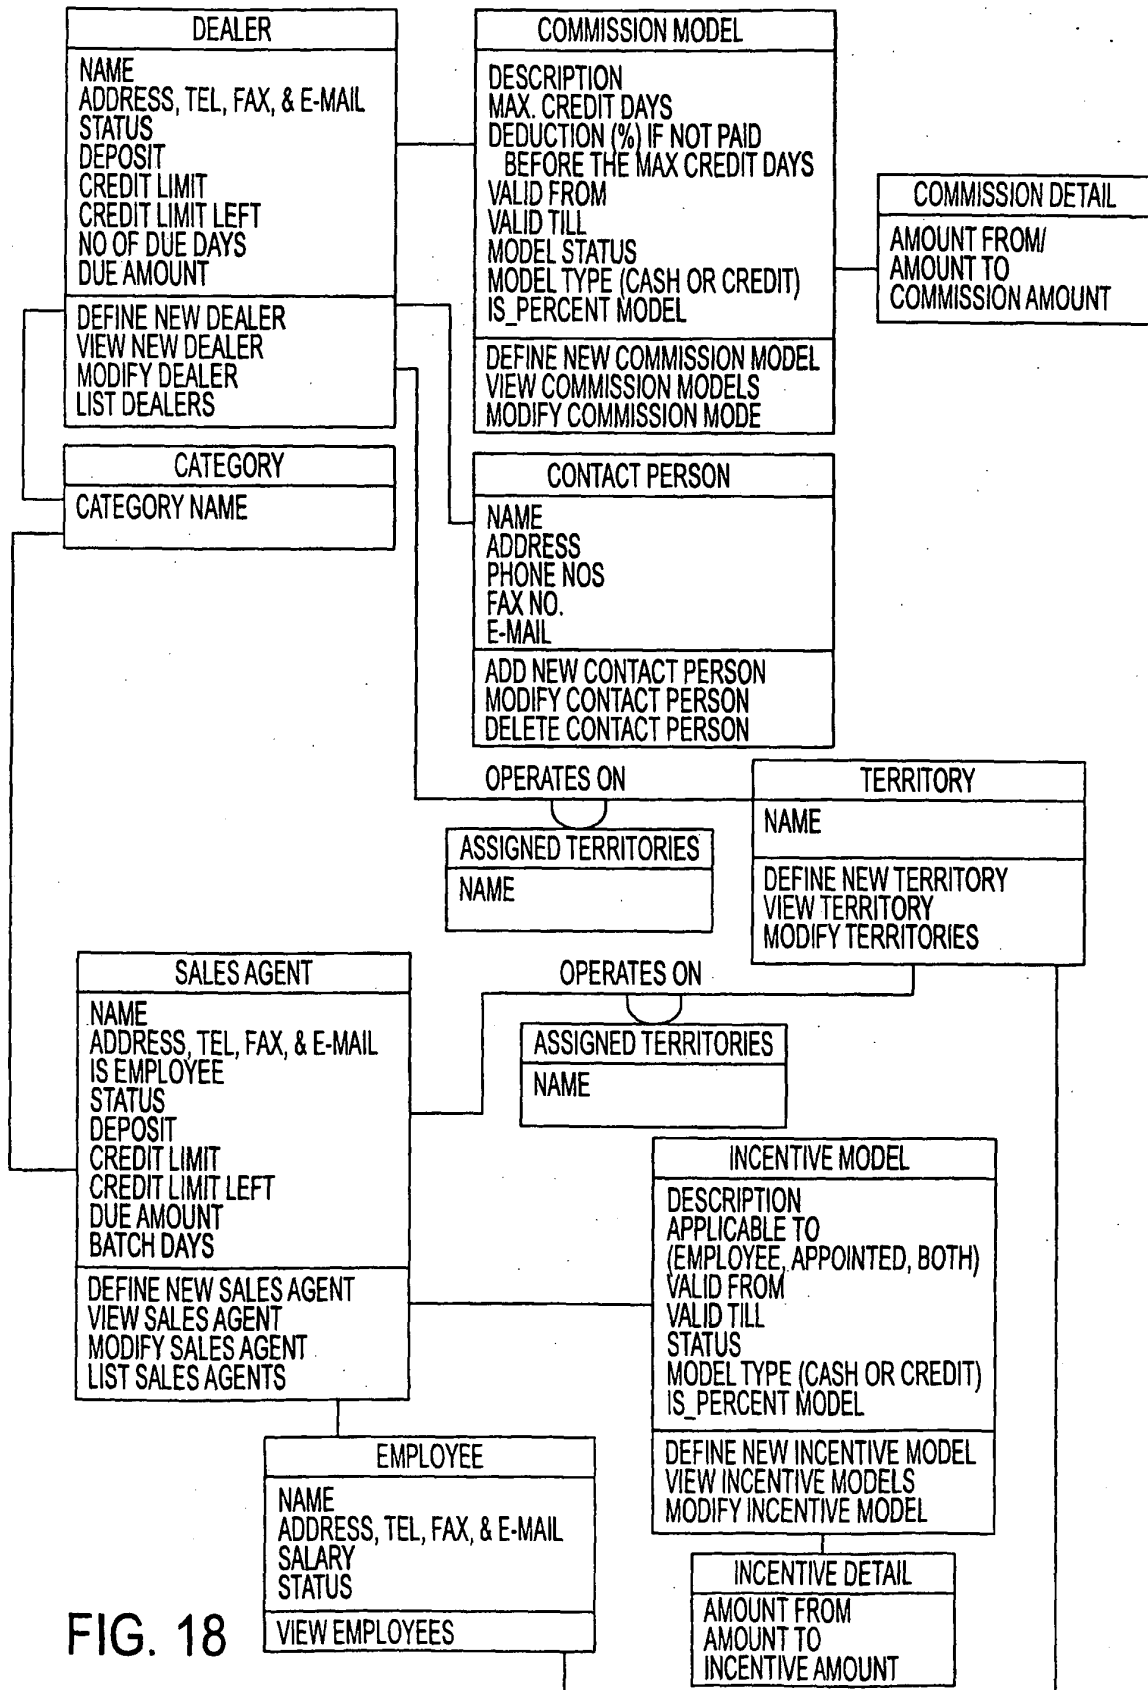 DEALER
NAME
ADDRESS, TEL, FAX, & E-MAIL
STATUS
DEPOSIT
CREDIT LIMIT
CREDIT LIMIT LEFT
NO OF DUE DAYS
DUE AMOUNT
DEFINE NEW DEALER
VIEW NEW DEALER
MODIFY DEALER
LIST DEALERS
COMMISSION MODEL
DESCRIPTION
MAX. CREDIT DAYS
DEDUCTION (%) IF NOT PAID
BEFORE THE MAX CREDIT DAYS
VALID FROM
VALID TILL
MODEL STATUS
MODEL TYPE (CASH OR CREDIT)
IS_PERCENT MODEL
DEFINE NEW COMMISSION MODEL
VIEW COMMISSION MODELS
MODIFY COMMISSION MODE
COMMISSION DETAIL
AMOUNT FROM/
AMOUNT TO
COMMISSION AMOUNT
CATEGORY
CATEGORY NAME
CONTACT PERSON
NAME
ADDRESS
PHONE NOS
FAX NO.
E-MAIL
ADD NEW CONTACT PERSON
MODIFY CONTACT PERSON
DELETE CONTACT PERSON
OPERATES ON
ASSIGNED TERRITORIES
NAME
TERRITORY
NAME
DEFINE NEW TERRITORY
VIEW TERRITORY
MODIFY TERRITORIES
SALES AGENT
NAME
ADDRESS, TEL, FAX, & E-MAIL
IS EMPLOYEE
STATUS
DEPOSIT
CREDIT LIMIT
CREDIT LIMIT LEFT
DUE AMOUNT
BATCH DAYS
DEFINE NEW SALES AGENT
VIEW SALES AGENT
MODIFY SALES AGENT
LIST SALES AGENTS
OPERATES ON
ASSIGNED TERRITORIES
NAME
INCENTIVE MODEL
DESCRIPTION
APPLICABLE TO
(EMPLOYEE, APPOINTED, BOTH)
VALID FROM
VALID TILL
STATUS
MODEL TYPE (CASH OR CREDIT)
IS_PERCENT MODEL
DEFINE NEW INCENTIVE MODEL
VIEW INCENTIVE MODELS
MODIFY INCENTIVE MODEL
EMPLOYEE
NAME
ADDRESS, TEL, FAX, & E-MAIL
SALARY
STATUS
VIEW EMPLOYEES
INCENTIVE DETAIL
AMOUNT FROM
AMOUNT TO
INCENTIVE AMOUNT
FIG. 18